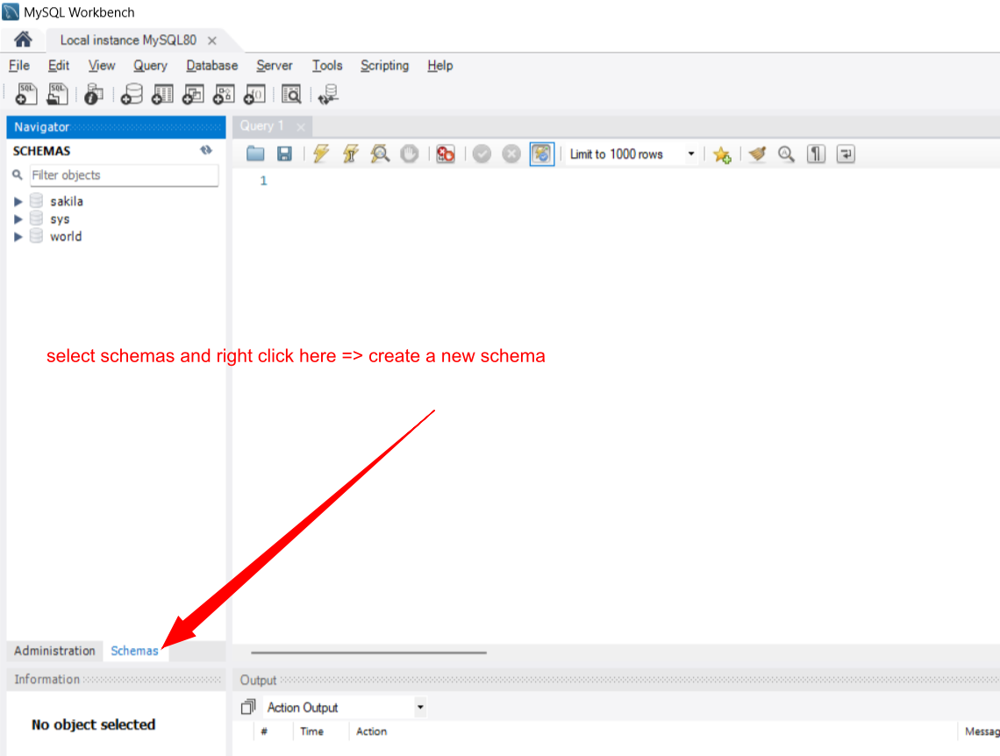 MySQL Workbench
Local instance MySQL80
File Edit View Query Database Server Tools Scripting Help
SQL SQL
Navigator
SCHEMAS
Filter objects
sakila
sys
world
Query 1
Limit to 1000 rows
1
select schemas and right click here => create a new schema
Administration Schemas
Information
No object selected
Output
Action Output
# Time Action Messag